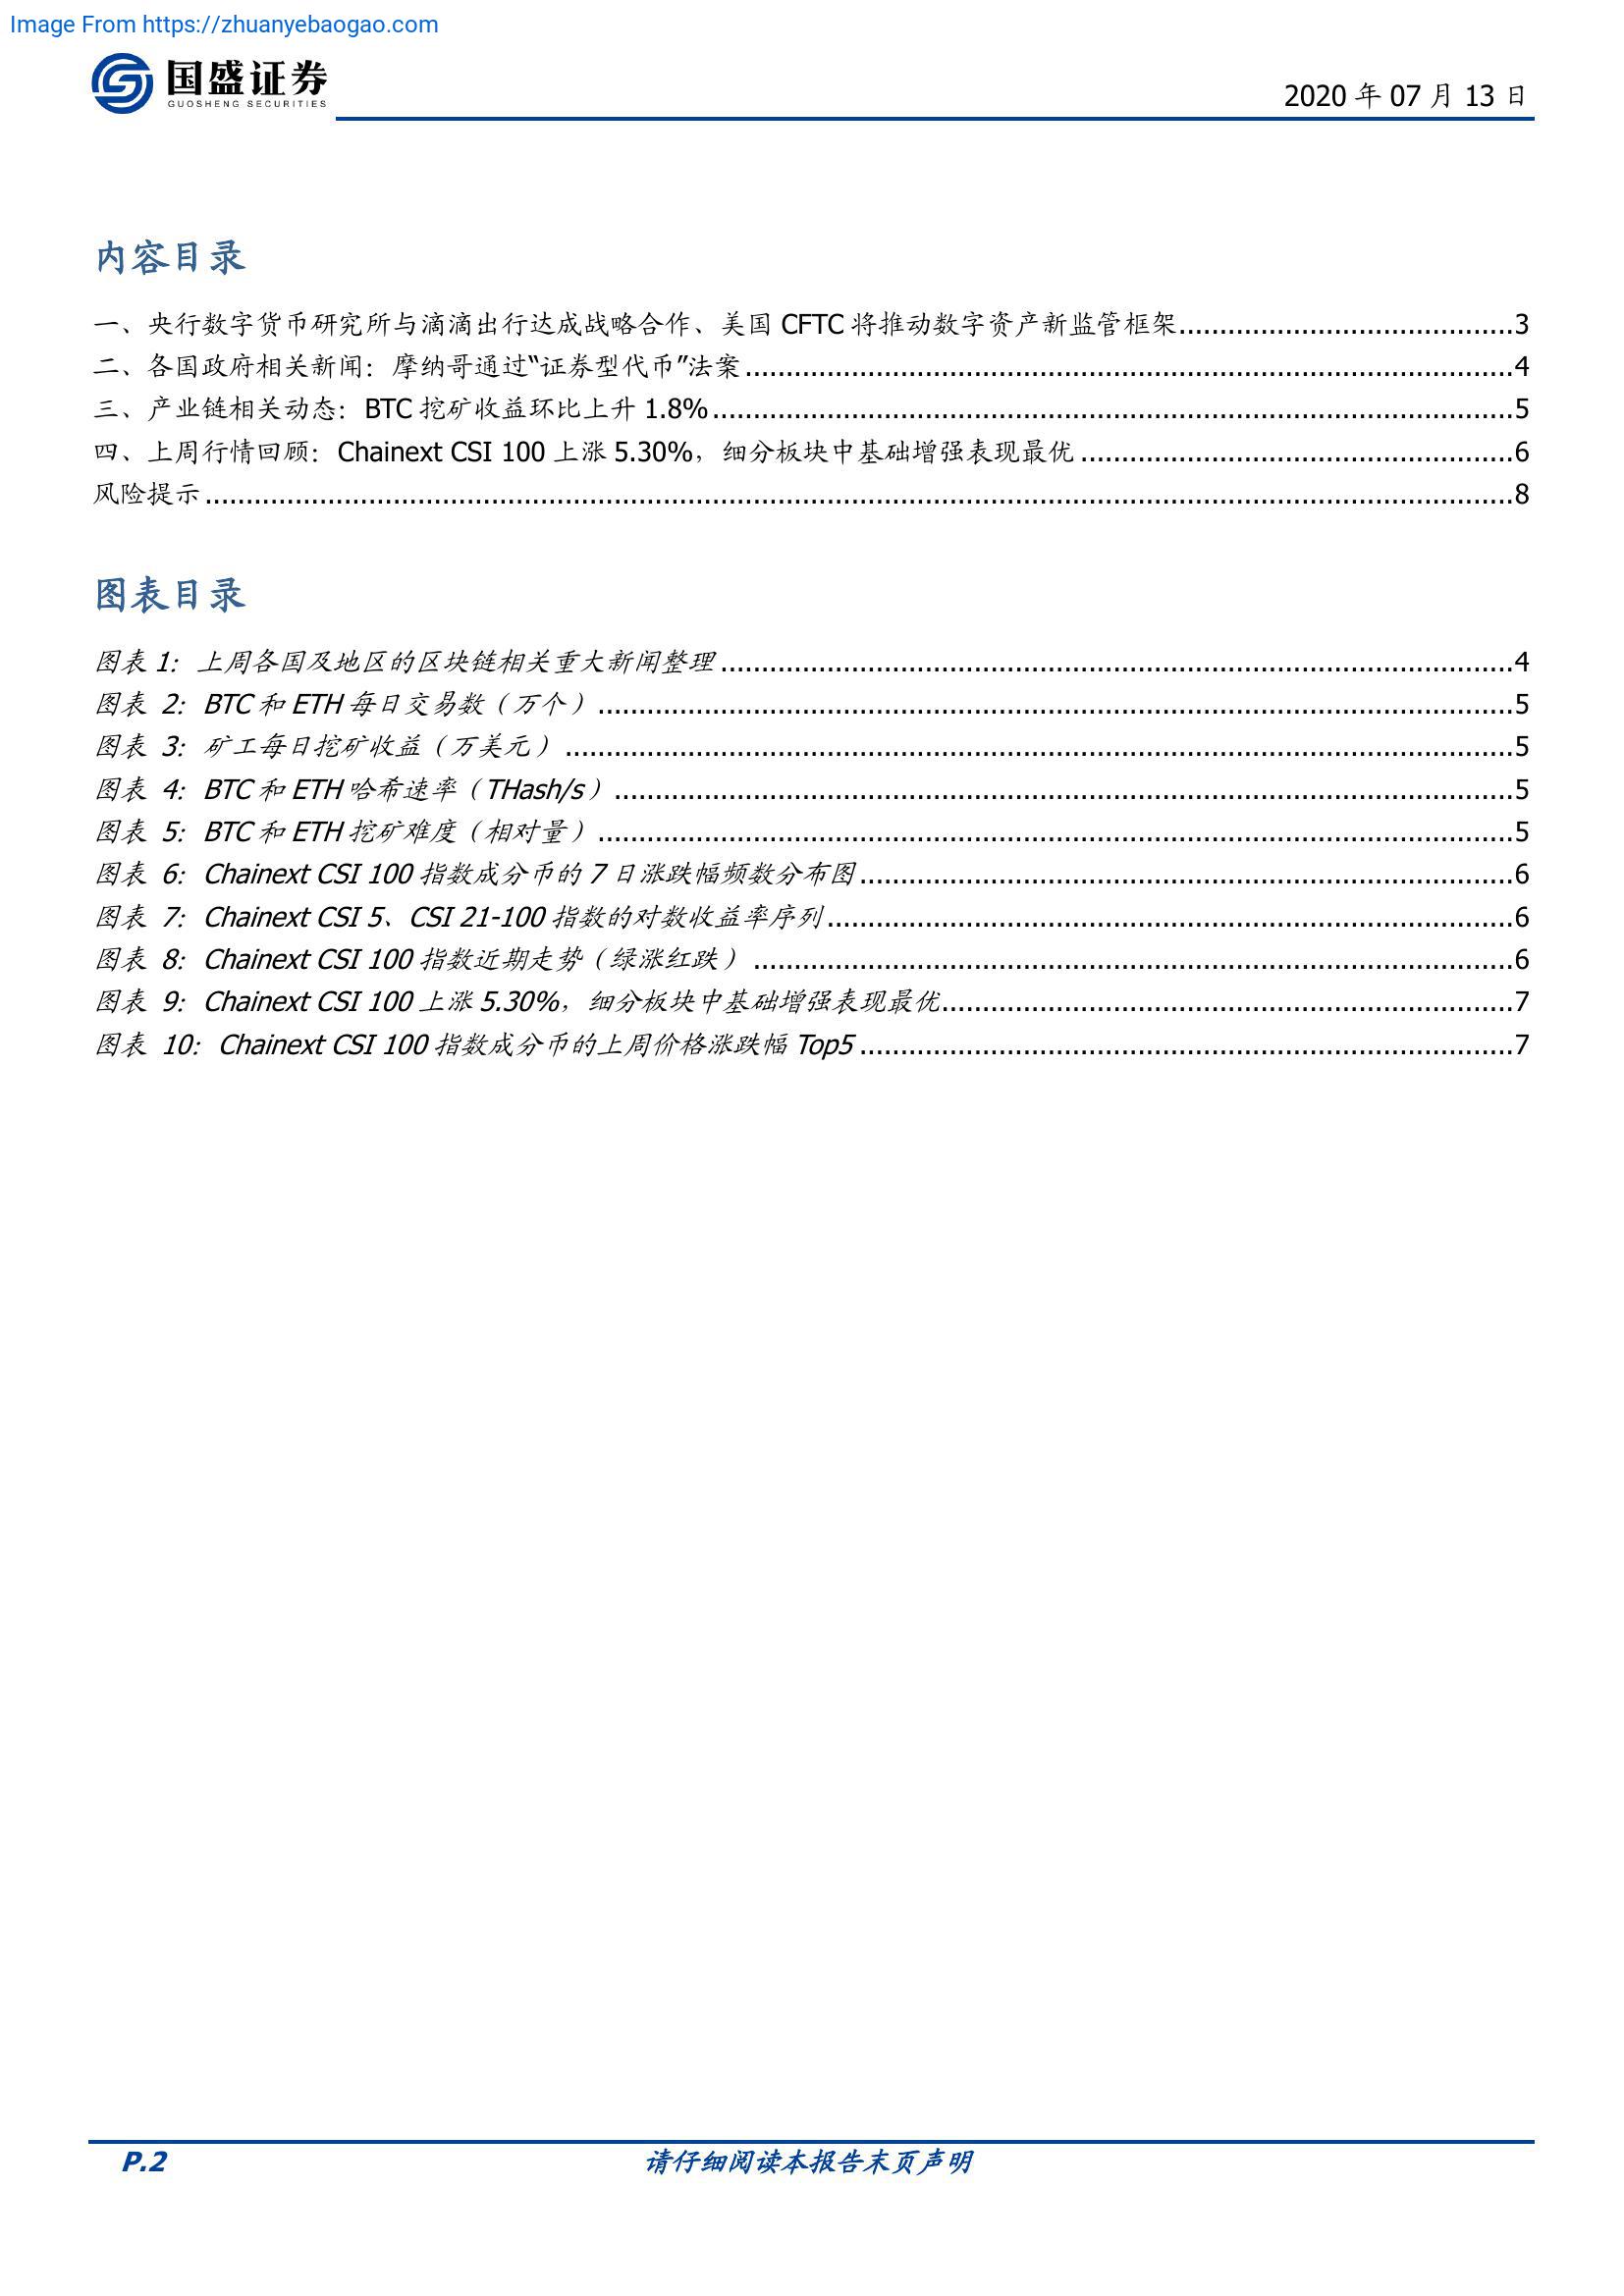 Image From https://zhuanyebaogao.com
国盛证券
GUOSHENG SECURITIES
2020 年 07 月 13 日
内容目录
一、央行数字货币研究所与滴滴出行达成战略合作、美国 CFTC 将推动数字资产新监管框架..........3
二、各国政府相关新闻：摩纳哥通过“证券型代币”法案..........4
三、产业链相关动态：BTC 挖矿收益环比上升 1.8%..........5
四、上周行情回顾：Chainext CSI 100 上涨 5.30%，细分板块中基础增强表现最优..........6
风险提示..........8
图表目录
图表 1：上周各国及地区的区块链相关重大新闻整理..........4
图表 2：BTC 和 ETH 每日交易数（万个）..........5
图表 3：矿工每日挖矿收益（万美元）..........5
图表 4：BTC 和 ETH 哈希速率（THash/s）..........5
图表 5：BTC 和 ETH 挖矿难度（相对量）..........5
图表 6：Chainext CSI 100 指数成分币的 7 日涨跌幅频数分布图..........6
图表 7：Chainext CSI 5、CSI 21-100 指数的对数收益率序列..........6
图表 8：Chainext CSI 100 指数近期走势（绿涨红跌）..........6
图表 9：Chainext CSI 100 上涨 5.30%，细分板块中基础增强表现最优..........7
图表 10：Chainext CSI 100 指数成分币的上周价格涨跌幅 Top5..........7
P.2
请仔细阅读本报告末页声明